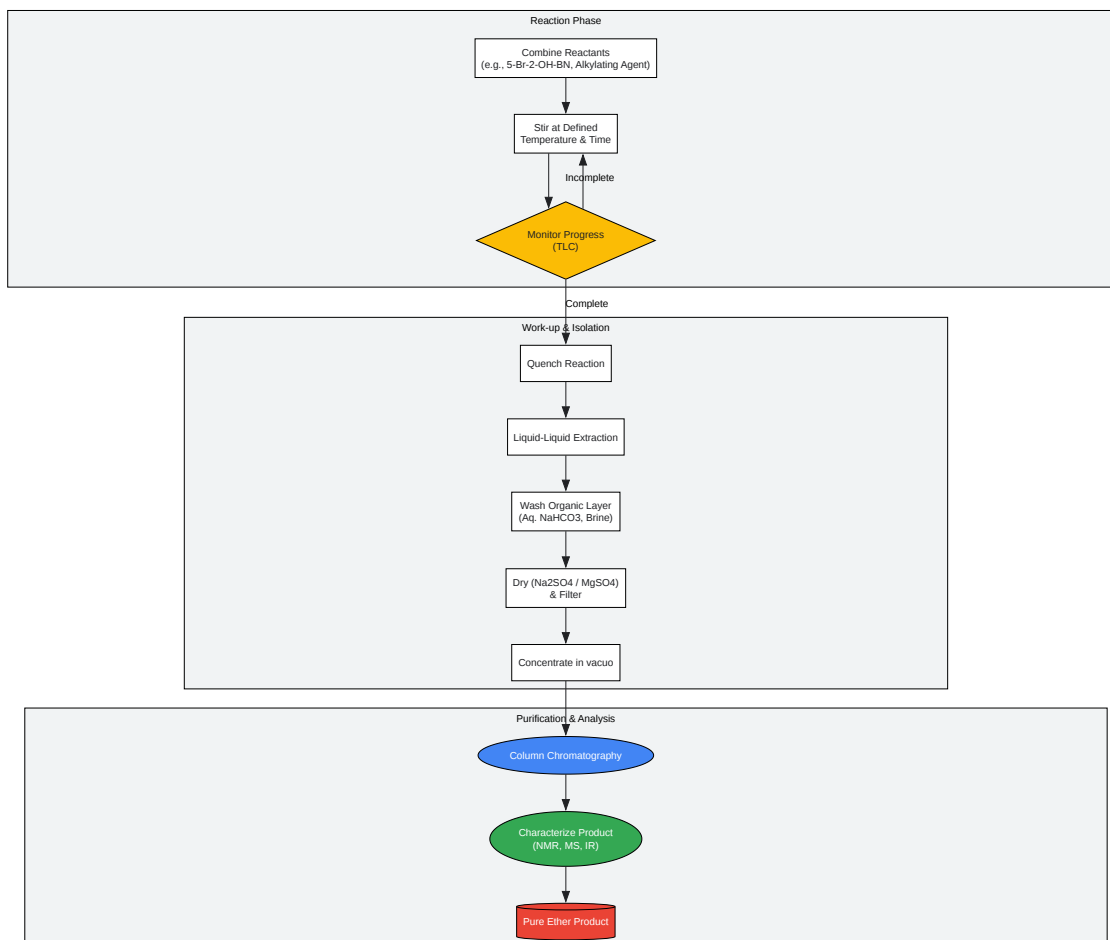 Reaction Phase
Combine Reactants
(e.g., 5-Br-2-OH-BN, Alkylating Agent)
Stir at Defined
Temperature & Time
Incomplete
Monitor Progress
(TLC)
Complete
Work-up & Isolation
Quench Reaction
Liquid-Liquid Extraction
Wash Organic Layer
(Aq. NaHCO3, Brine)
Dry (Na2SO4 / MgSO4)
& Filter
Concentrate in vacuo
Purification & Analysis
Column Chromatography
Characterize Product
(NMR, MS, IR)
Pure Ether Product